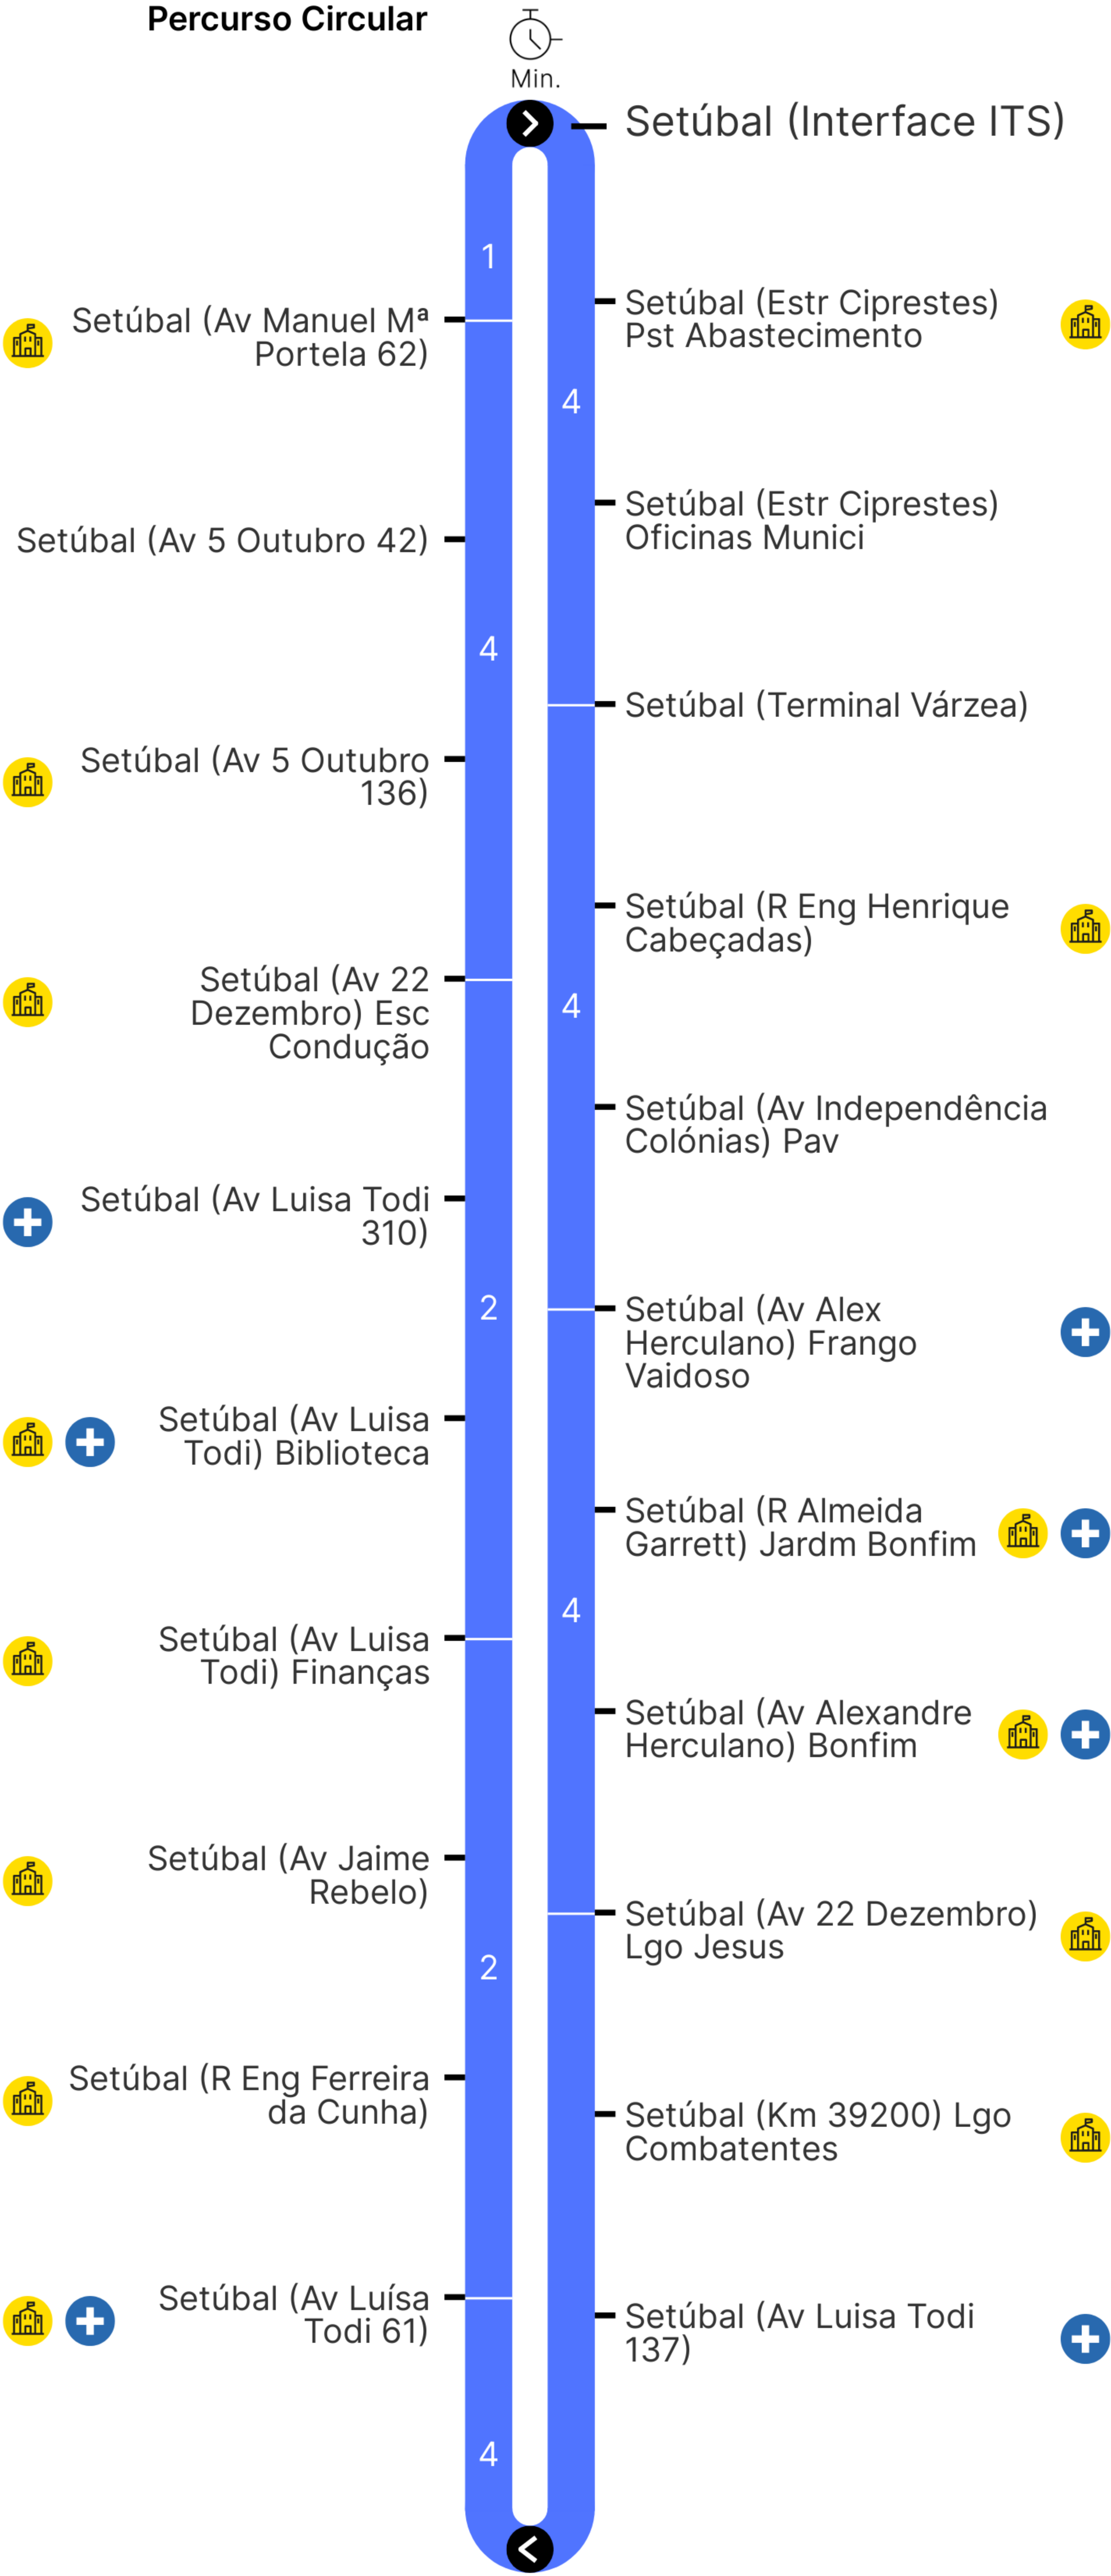 Percurso Circular
Min.
Setúbal (Interface ITS)
1
Setúbal (Av Manuel Mª
Portela 62)
Setúbal (Estr Ciprestes)
Pst Abastecimento
4
Setúbal (Estr Ciprestes)
Oficinas Munici
Setúbal (Av 5 Outubro 42)
4
Setúbal (Terminal Várzea)
Setúbal (Av 5 Outubro
136)
Setúbal (R Eng Henrique
Cabeçadas)
Setúbal (Av 22
Dezembro) Esc
Condução
4
Setúbal (Av Independência
Colónias) Pav
Setúbal (Av Luisa Todi
310)
2
Setúbal (Av Alex
Herculano) Frango
Vaidoso
Setúbal (Av Luisa
Todi) Biblioteca
Setúbal (R Almeida
Garrett) Jardm Bonfim
4
Setúbal (Av Luisa
Todi) Finanças
Setúbal (Av Alexandre
Herculano) Bonfim
Setúbal (Av Jaime
Rebelo)
Setúbal (Av 22 Dezembro)
Lgo Jesus
2
Setúbal (R Eng Ferreira
da Cunha)
Setúbal (Km 39200) Lgo
Combatentes
Setúbal (Av Luísa
Todi 61)
Setúbal (Av Luisa Todi
137)
4